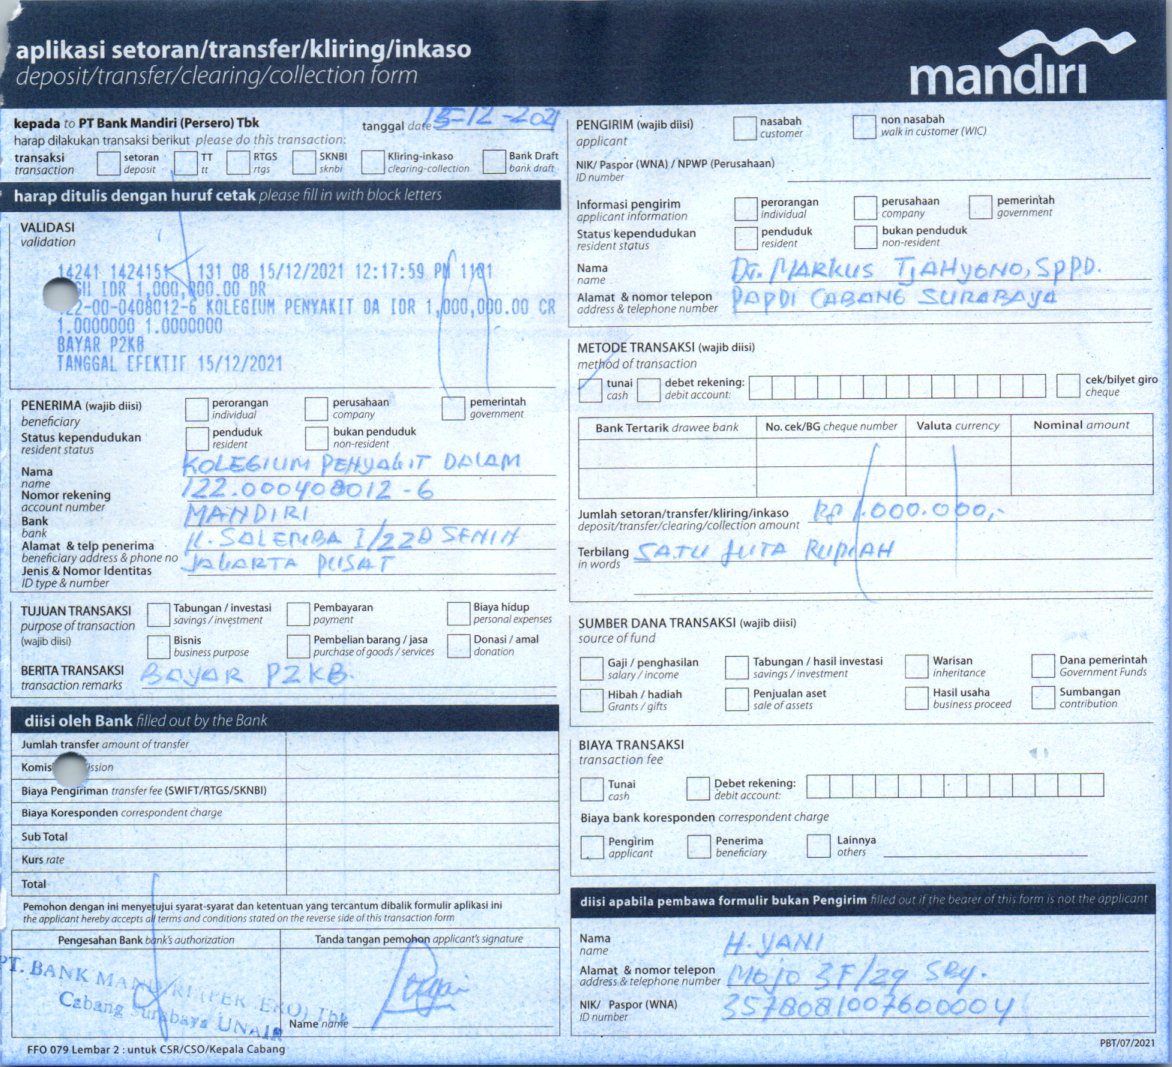 aplikasi setoran/transfer/kliring/inkaso
deposit/transfer/clearing/collection form
mandiri
kepada to PT Bank Mandiri (Persero) Tbk
tanggal date 15-12-2021
harap dilakukan transaksi berikut please do this transaction:
transaksi transaction
setoran deposit
TT tt
RTGS rtgs
SKNBI sknbi
Kliring-inkaso clearing-collection
Bank Draft bank draft
harap ditulis dengan huruf cetak please fill in with block letters
VALIDASI
validation
14241 1424151 131 08 15/12/2021 12:17:59 PM 1181
IDR 1,000,000.00 DR
122-00-0408012-6 KOLEGIUM PENYAKIT DA IDR 1,000,000.00 CR
1.0000000 1.0000000
BAYAR P2KB
TANGGAL EFEKTIF 15/12/2021
PENERIMA (wajib diisi)
beneficiary
perorangan individual
perusahaan company
pemerintah government
Status kependudukan
resident status
penduduk resident
bukan penduduk non-resident
Nama name KOLEGIUM PENYAKIT DALAM
Nomor rekening account number 122.000408012-6
Bank bank MANDIRI
Alamat & telp penerima JL. SALEMBA I/22D SENIN
beneficiary address & phone no
Jenis & Nomor Identitas JAKARTA PUSAT
ID type & number
TUJUAN TRANSAKSI
purpose of transaction
(wajib diisi)
Tabungan / investasi savings / investment
Pembayaran payment
Biaya hidup personal expenses
Bisnis business purpose
Pembelian barang / jasa purchase of goods / services
Donasi / amal donation
BERITA TRANSAKSI transaction remarks BAYAR P2KB.
diisi oleh Bank filled out by the Bank
Jumlah transfer amount of transfer
Komis ssion
Biaya Pengiriman transfer fee (SWIFT/RTGS/SKNBI)
Biaya Koresponden correspondent charge
Sub Total
Kurs rate
Total
Pemohon dengan ini menyetujui syarat-syarat dan ketentuan yang tercantum dibalik formulir aplikasi ini
the applicant hereby accepts all terms and conditions stated on the reverse side of this transaction form
Pengesahan Bank bank's authorization
Tanda tangan pemohon applicant's signature
PT. BANK MANDIRI (PERSERO) Tbk
Cabang Surabaya UNAIR
Name name
FFO 079 Lembar 2 : untuk CSR/CSO/Kepala Cabang
PENGIRIM (wajib diisi)
applicant
nasabah customer
non nasabah walk in customer (WIC)
NIK/ Paspor (WNA) / NPWP (Perusahaan)
ID number
Informasi pengirim
applicant information
perorangan individual
perusahaan company
pemerintah government
Status kependudukan
resident status
penduduk resident
bukan penduduk non-resident
Nama name Dr. MARKUS TJAHYONO, SPPD.
Alamat & nomor telepon PAPDI CABANG SURABAYA
address & telephone number
METODE TRANSAKSI (wajib diisi)
method of transaction
tunai cash
debet rekening: debit account:
cek/bilyet giro cheque
Bank Tertarik drawee bank
No. cek/BG cheque number
Valuta currency
Nominal amount
Jumlah setoran/transfer/kliring/inkaso Rp 1.000.000,-
deposit/transfer/clearing/collection amount
Terbilang in words SATU JUTA RUPIAH
SUMBER DANA TRANSAKSI (wajib diisi)
source of fund
Gaji / penghasilan salary / income
Tabungan / hasil investasi savings / investment
Warisan inheritance
Dana pemerintah Government Funds
Hibah / hadiah Grants / gifts
Penjualan aset sale of assets
Hasil usaha business proceed
Sumbangan contribution
BIAYA TRANSAKSI
transaction fee
Tunai cash
Debet rekening: debit account:
Biaya bank koresponden correspondent charge
Pengirim applicant
Penerima beneficiary
Lainnya others
diisi apabila pembawa formulir bukan Pengirim filled out if the bearer of this form is not the applicant
Nama name H. YANI
Alamat & nomor telepon MOJO 3F/29 SBY.
address & telephone number
NIK/ Paspor (WNA) 3578081007600004
ID number
PBT/07/2021